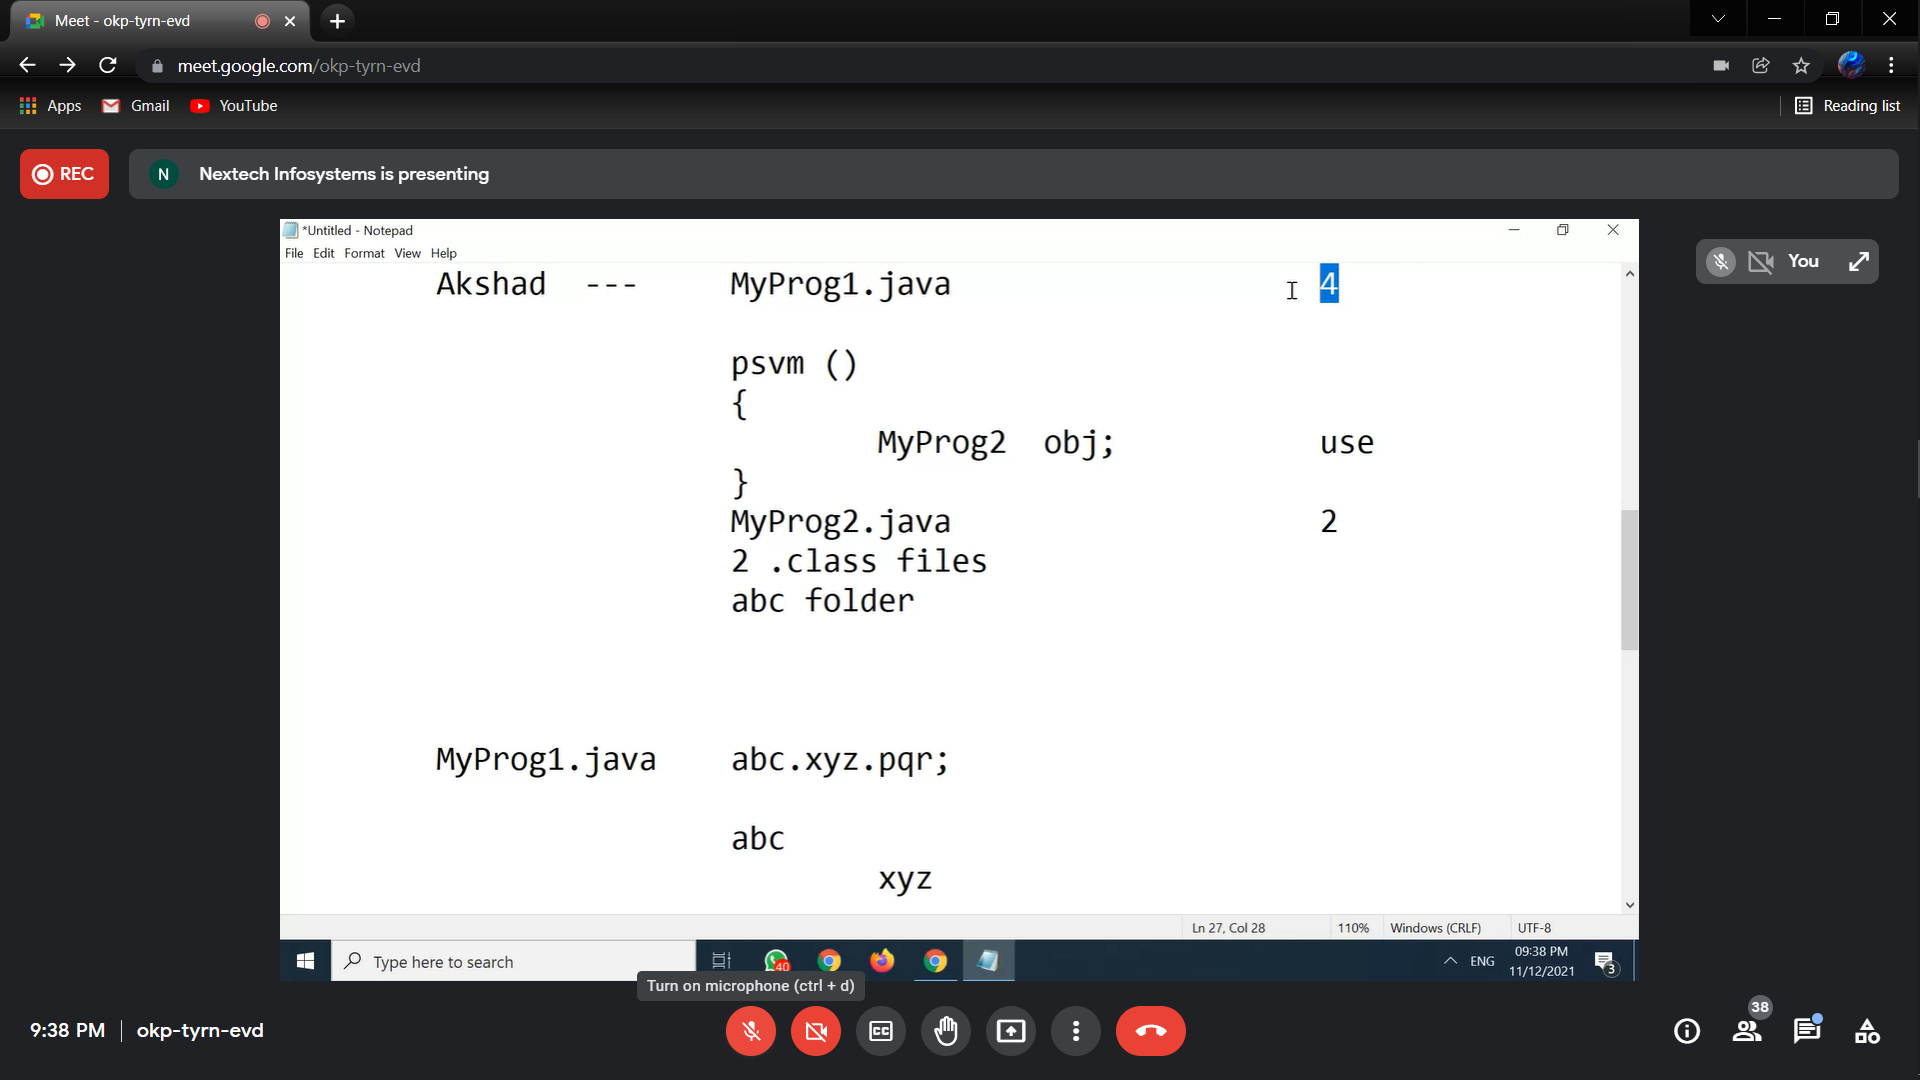 Meet - okp-tyrn-evd
meet.google.com/okp-tyrn-evd
Apps Gmail YouTube Reading list
REC N Nextech Infosystems is presenting
*Untitled - Notepad
File Edit Format View Help
You
Akshad --- MyProg1.java 4
psvm ()
{
MyProg2 obj; use
}
MyProg2.java 2
2 .class files
abc folder
MyProg1.java abc.xyz.pqr;
abc
xyz
Ln 27, Col 28 110% Windows (CRLF) UTF-8
Type here to search 40 ENG 09:38 PM
11/12/2021 3
Turn on microphone (ctrl + d)
9:38 PM okp-tyrn-evd CC 38